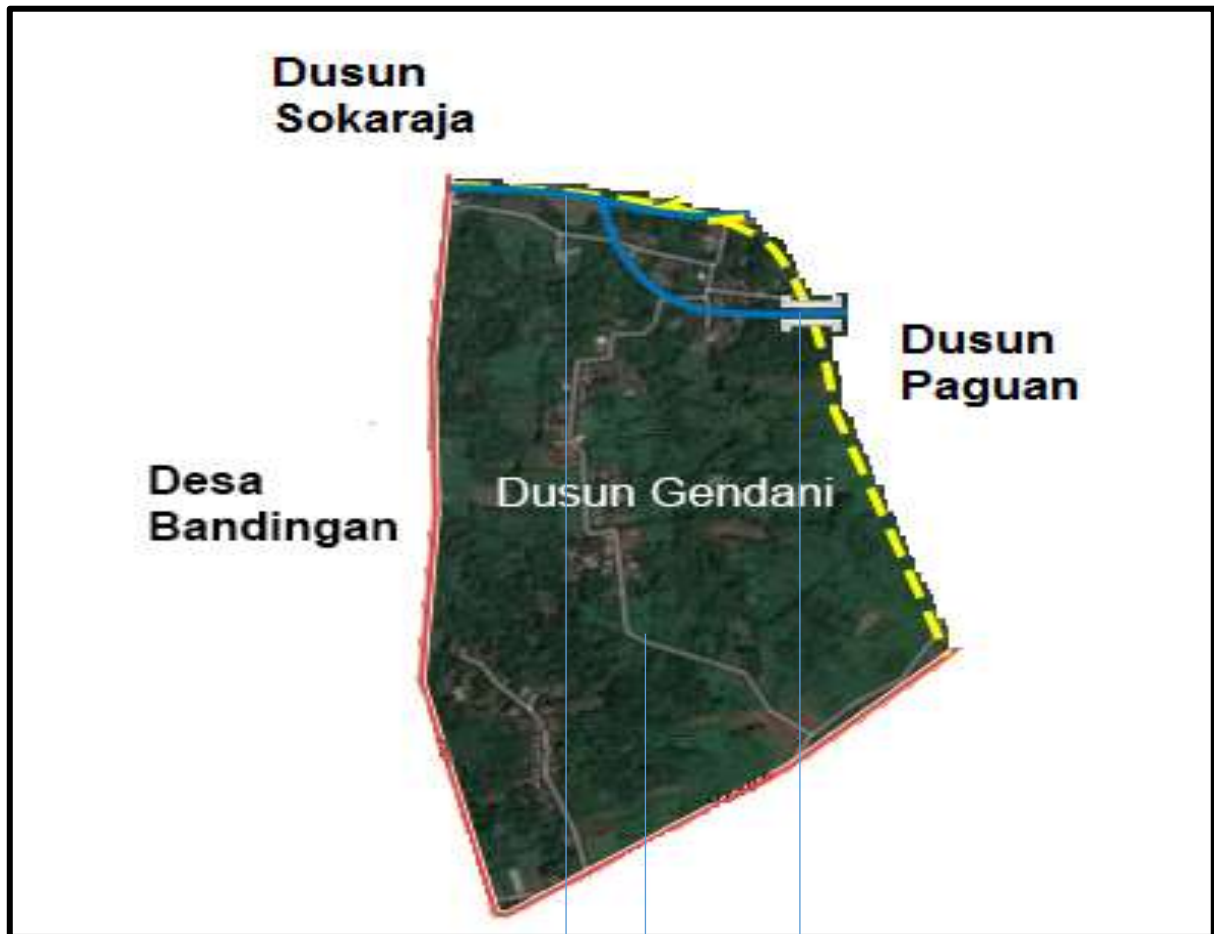 Dusun
Sokaraja
Dusun
Paguan
Desa
Bandingan
Dusun Gendani